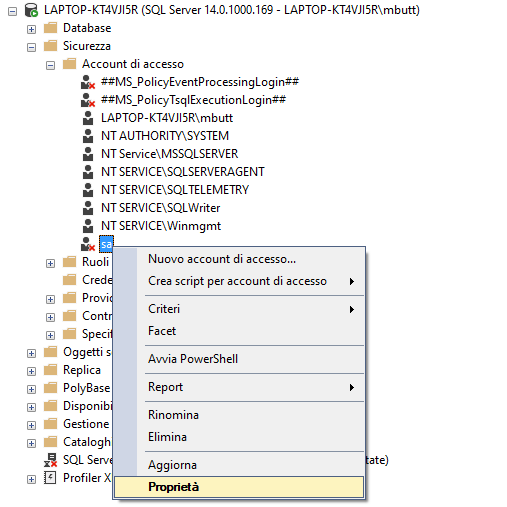 LAPTOP-KT4VJI5R (SQL Server 14.0.1000.169 - LAPTOP-KT4VJI5R\mbutt)
Database
Sicurezza
Account di accesso
##MS_PolicyEventProcessingLogin##
##MS_PolicyTsqlExecutionLogin##
LAPTOP-KT4VJI5R\mbutt
NT AUTHORITY\SYSTEM
NT Service\MSSQLSERVER
NT SERVICE\SQLSERVERAGENT
NT SERVICE\SQLTELEMETRY
NT SERVICE\SQLWriter
NT SERVICE\Winmgmt
sa
Nuovo account di accesso...
Crea script per account di accesso
Criteri
Facet
Avvia PowerShell
Report
Rinomina
Elimina
Aggiorna
Proprietà
Ruoli
Crede
Provid
Contr
Specif
Oggetti s
Replica
PolyBase
Disponibi
Gestione
Catalogh
SQL Serve tate)
Profiler X